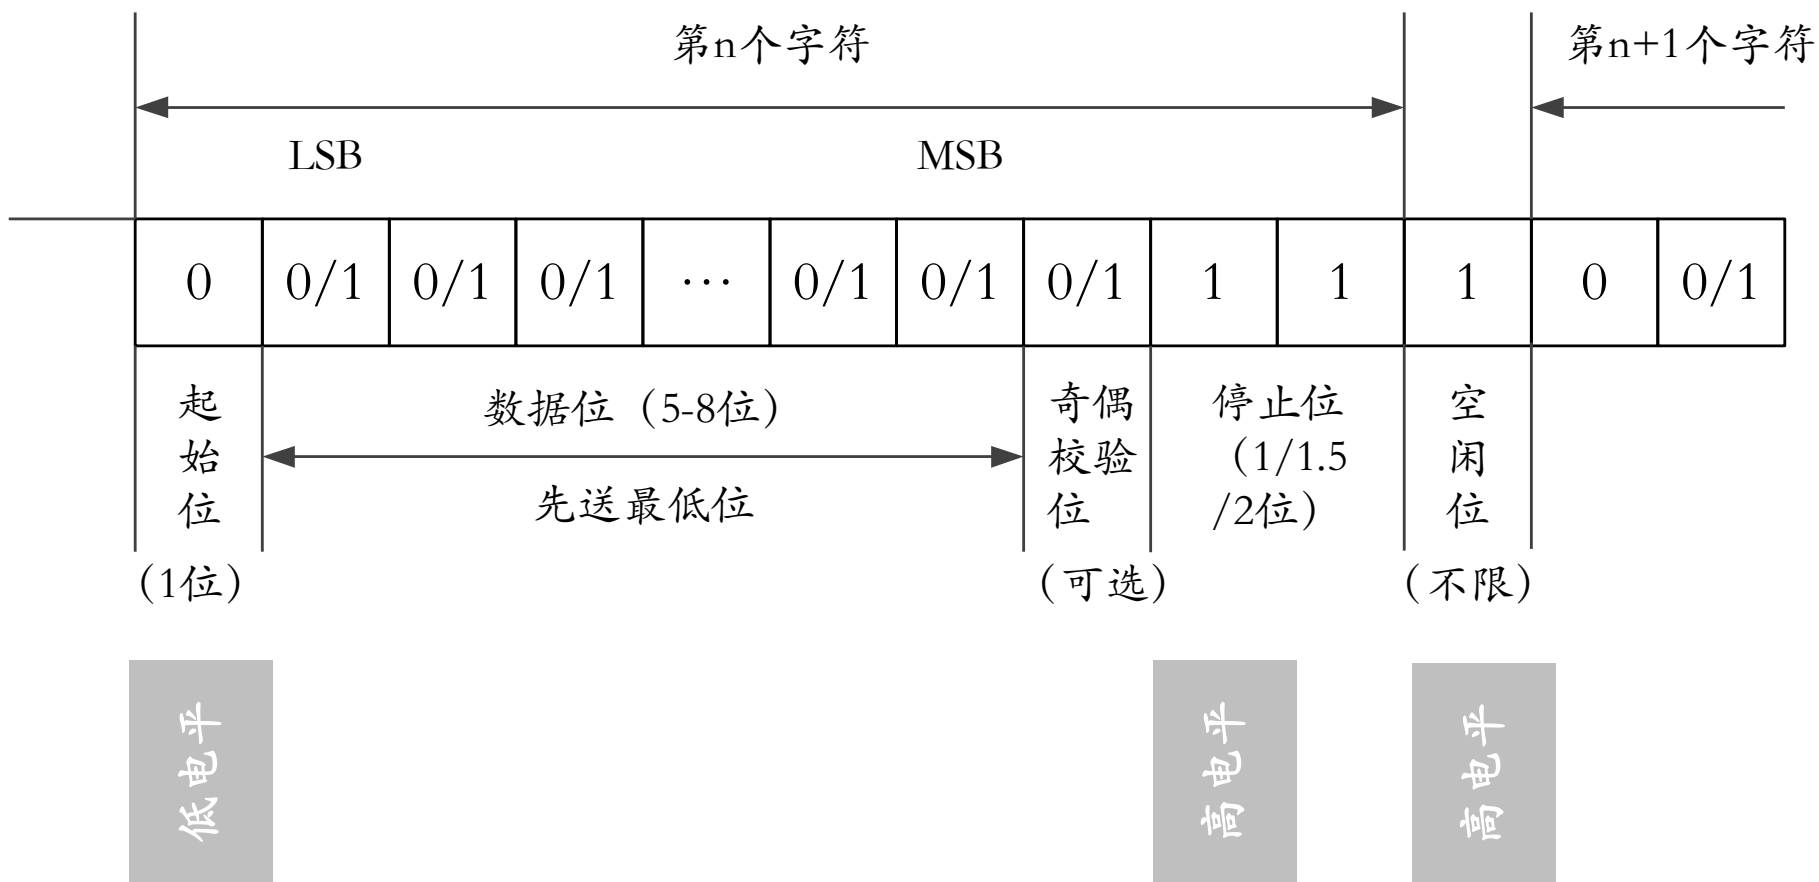 第n个字符
第n+1个字符
LSB
MSB
0 0/1 0/1 0/1 … 0/1 0/1 0/1 1 1 1 0 0/1
起
始
位
(1位)
数据位（5-8位）
先送最低位
奇偶
校验
位
(可选)
停止位
（1/1.5
/2位）
空
闲
位
(不限)
低电平
高电平
高电平